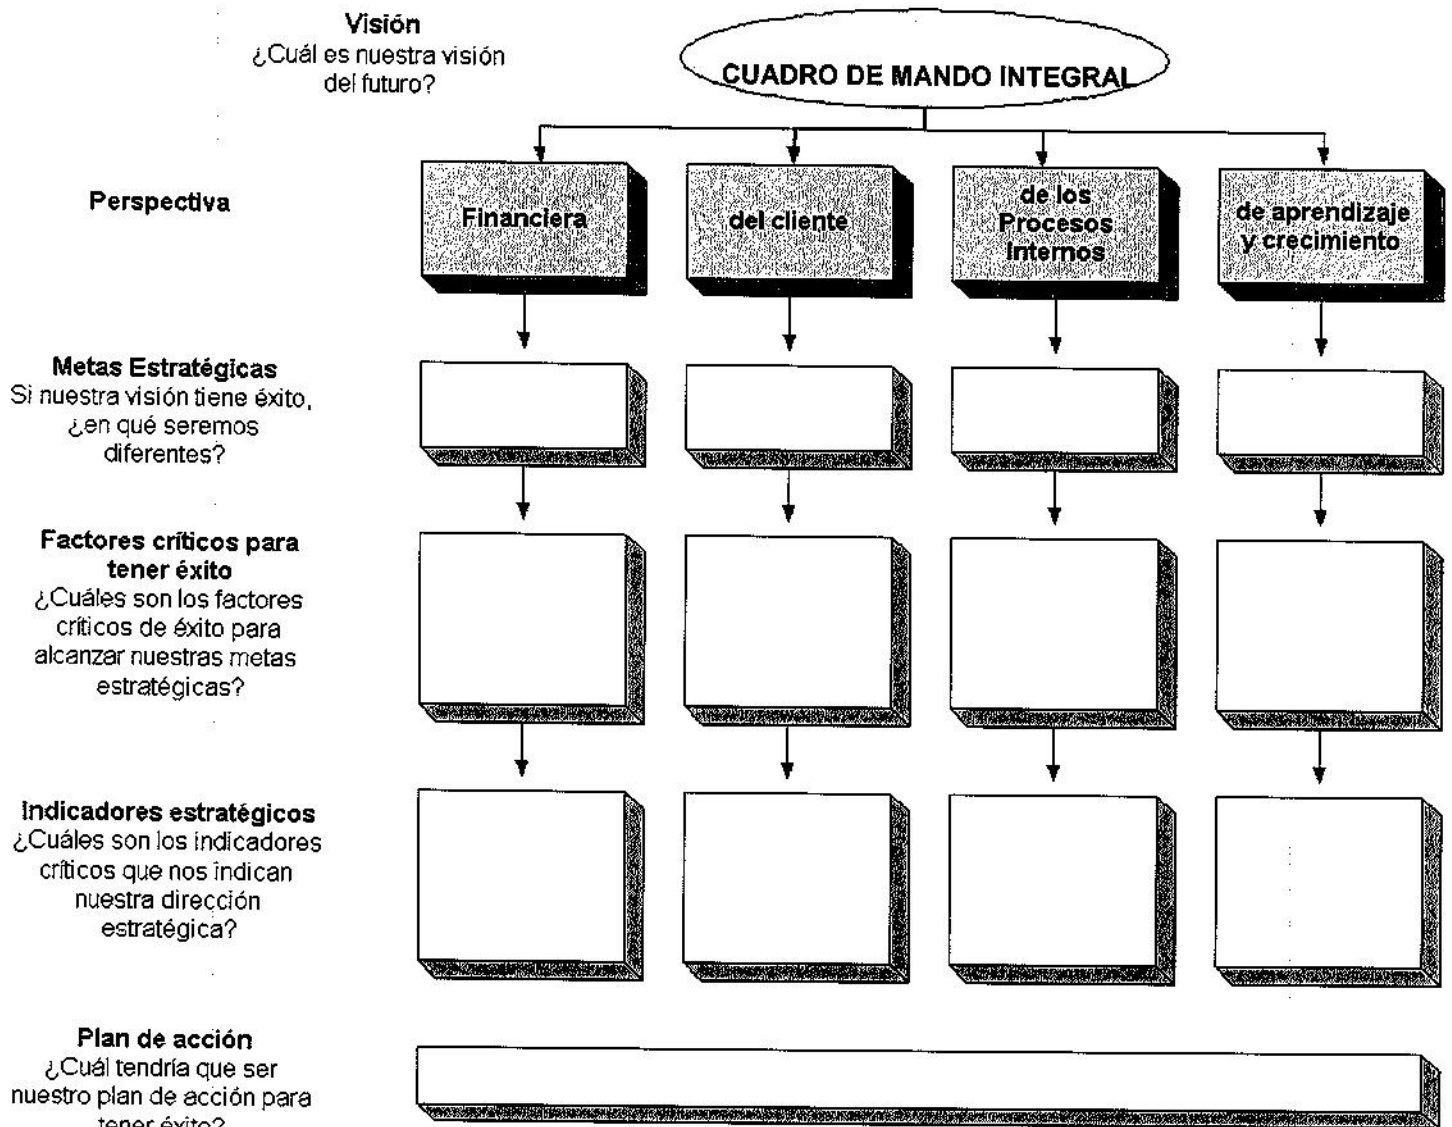 Visión
¿Cuál es nuestra visión
del futuro?
CUADRO DE MANDO INTEGRAL
Perspectiva
Financiera
del cliente
de los
Procesos
Internos
de aprendizaje
y crecimiento
Metas Estratégicas
Si nuestra visión tiene éxito,
¿en qué seremos
diferentes?
Factores críticos para
tener éxito
¿Cuáles son los factores
críticos de éxito para
alcanzar nuestras metas
estratégicas?
Indicadores estratégicos
¿Cuáles son los indicadores
críticos que nos indican
nuestra dirección
estratégica?
Plan de acción
¿Cuál tendría que ser
nuestro plan de acción para
tener éxito?